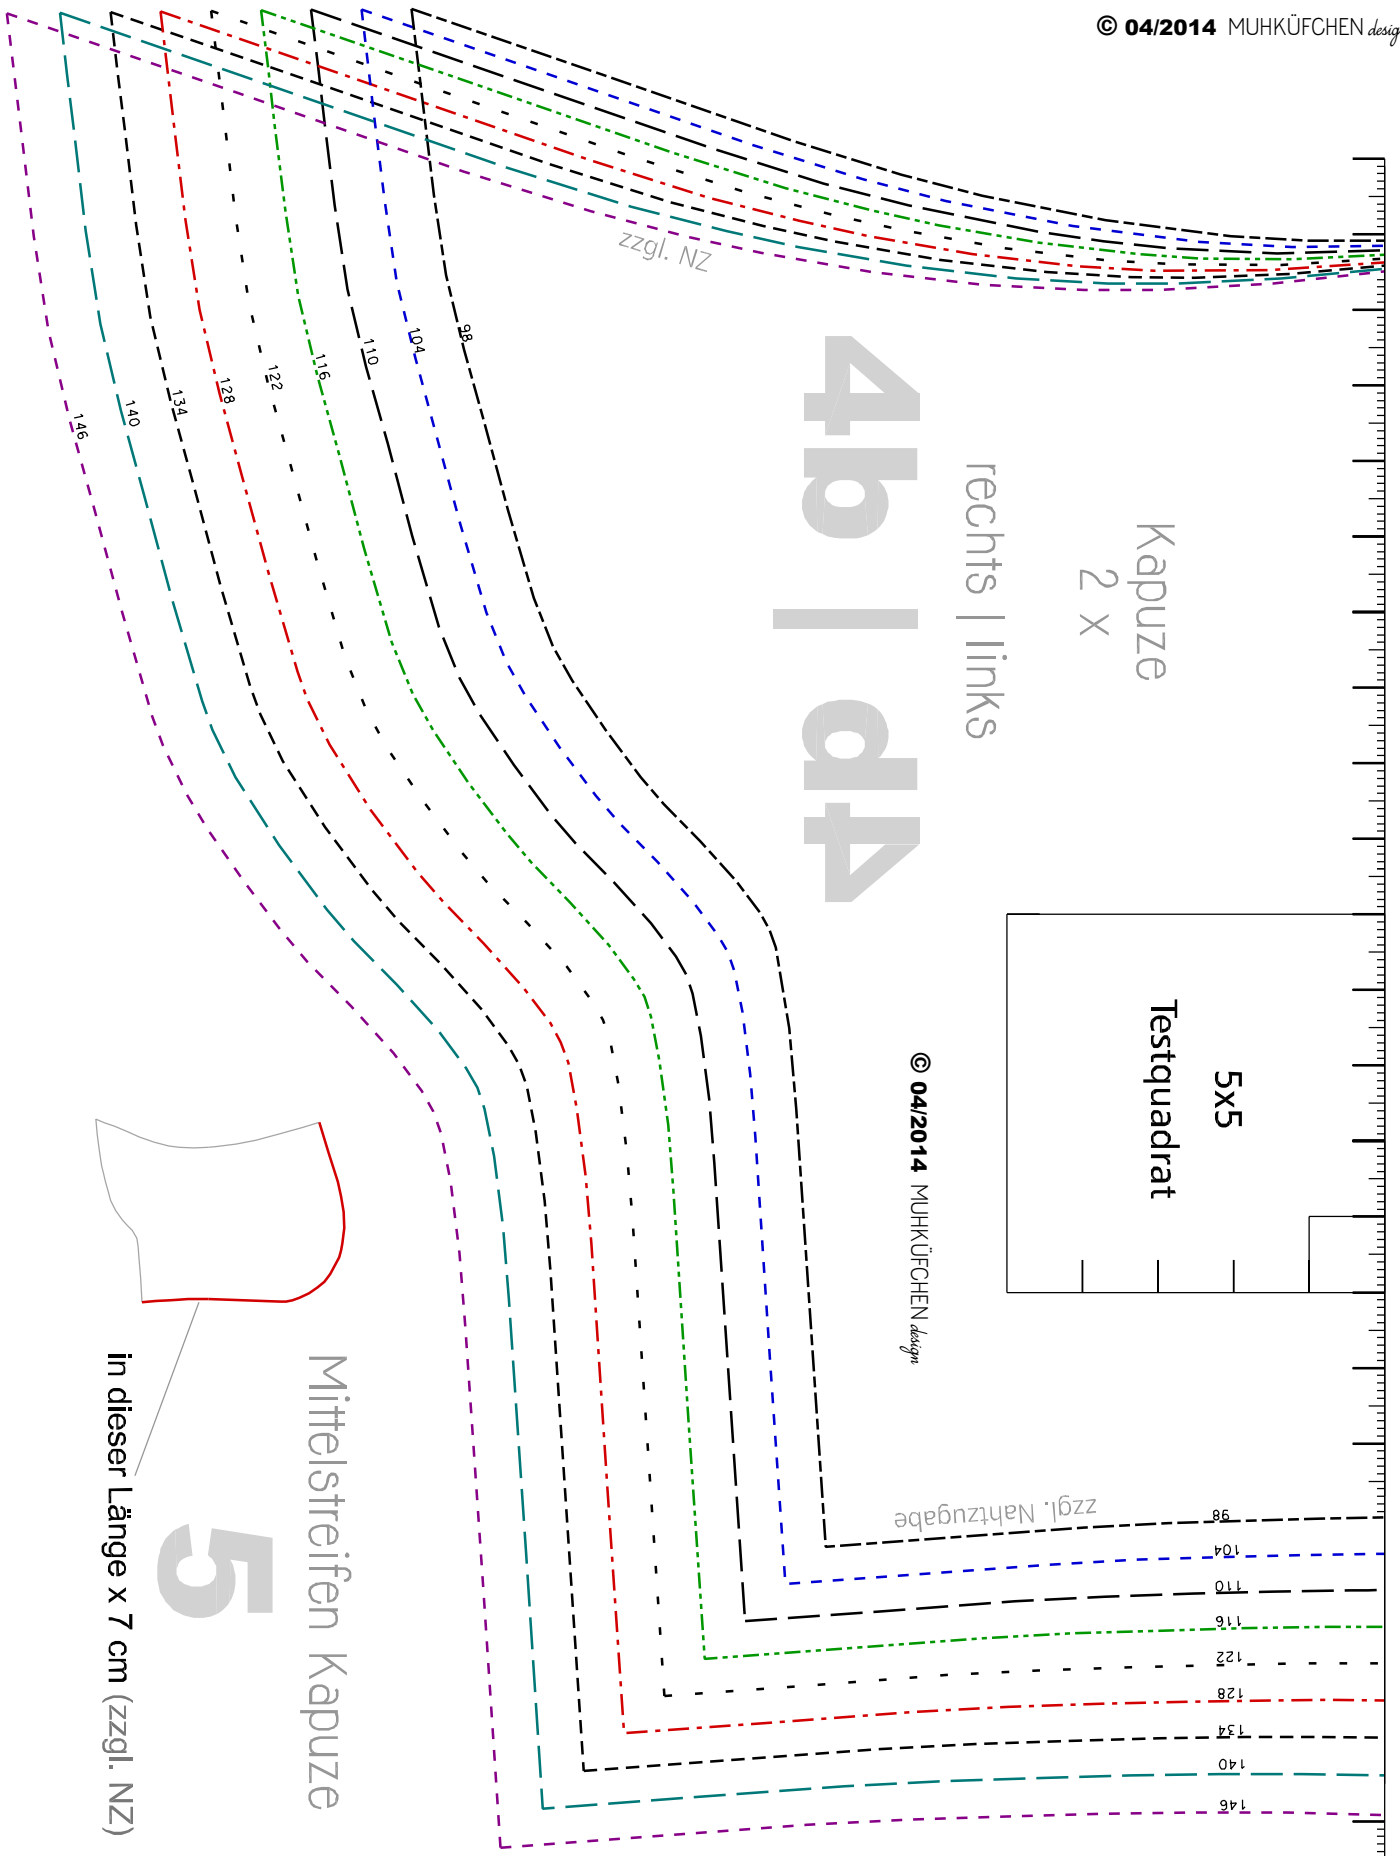 © 04/2014 MUHKÜFCHEN design
zzgl. NZ
98
104
110
116
122
128
134
140
146
4b | d4
rechts | links
Kapuze
2 x
5x5
Testquadrat
© 04/2014 MUHKÜFCHEN design
zzgl. Nahtzugabe
98
104
110
116
122
128
134
140
146
Mittelstreifen Kapuze
5
in dieser Länge x 7 cm (zzgl. NZ)